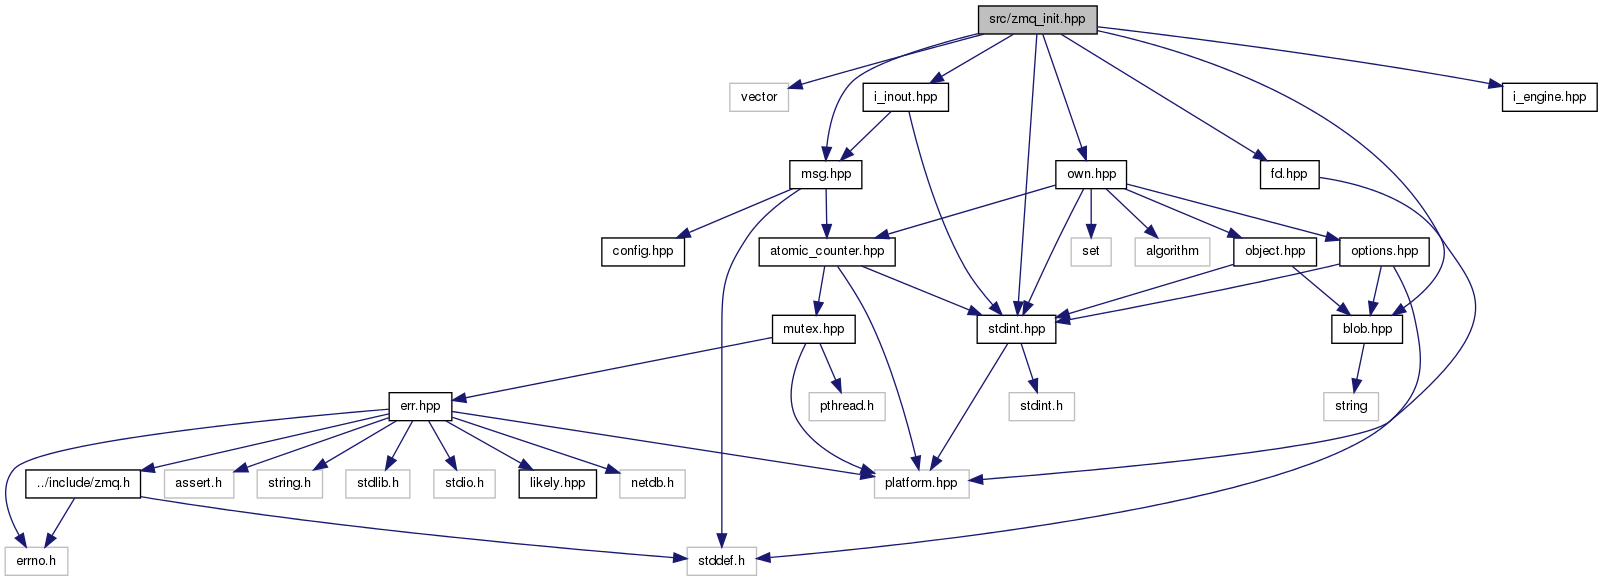 src/zmq_init.hpp
vector
i_inout.hpp
i_engine.hpp
msg.hpp
own.hpp
fd.hpp
config.hpp
atomic_counter.hpp
set
algorithm
object.hpp
options.hpp
mutex.hpp
stdint.hpp
blob.hpp
err.hpp
pthread.h
stdint.h
string
../include/zmq.h
assert.h
string.h
stdlib.h
stdio.h
likely.hpp
netdb.h
platform.hpp
errno.h
stddef.h